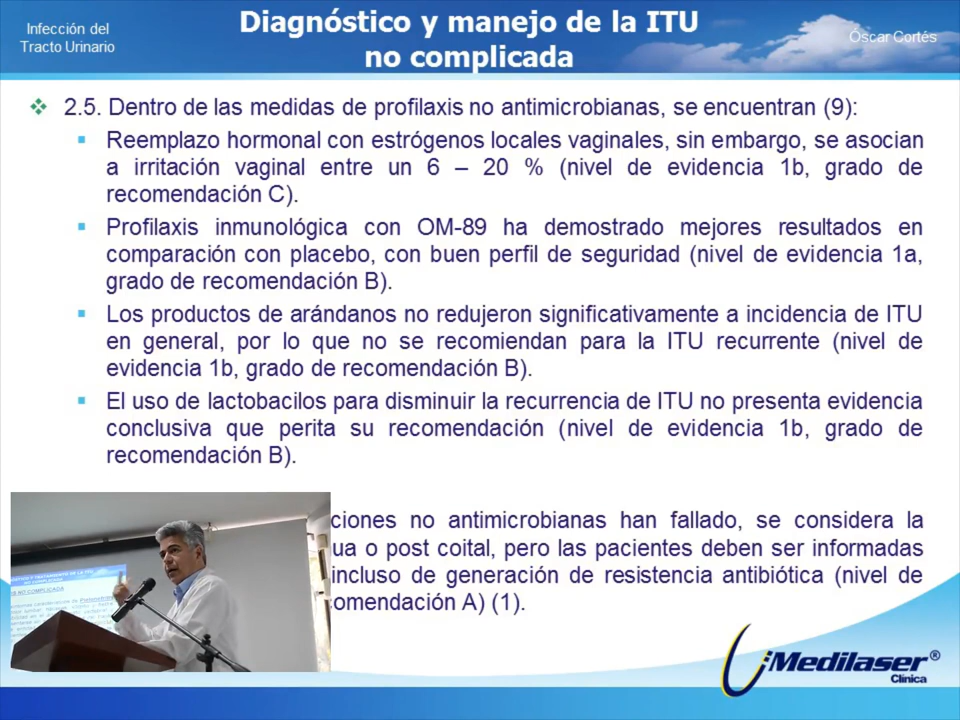 Infección del
Tracto Urinario
Diagnóstico y manejo de la ITU
no complicada
Óscar Cortés
2.5. Dentro de las medidas de profilaxis no antimicrobianas, se encuentran (9):
Reemplazo hormonal con estrógenos locales vaginales, sin embargo, se asocian
a irritación vaginal entre un 6 – 20 % (nivel de evidencia 1b, grado de
recomendación C).
Profilaxis inmunológica con OM-89 ha demostrado mejores resultados en
comparación con placebo, con buen perfil de seguridad (nivel de evidencia 1a,
grado de recomendación B).
Los productos de arándanos no redujeron significativamente a incidencia de ITU
en general, por lo que no se recomiendan para la ITU recurrente (nivel de
evidencia 1b, grado de recomendación B).
El uso de lactobacilos para disminuir la recurrencia de ITU no presenta evidencia
conclusiva que perita su recomendación (nivel de evidencia 1b, grado de
recomendación B).
ciones no antimicrobianas han fallado, se considera la
ua o post coital, pero las pacientes deben ser informadas
incluso de generación de resistencia antibiótica (nivel de
comendación A) (1).
Medilaser®
Clínica